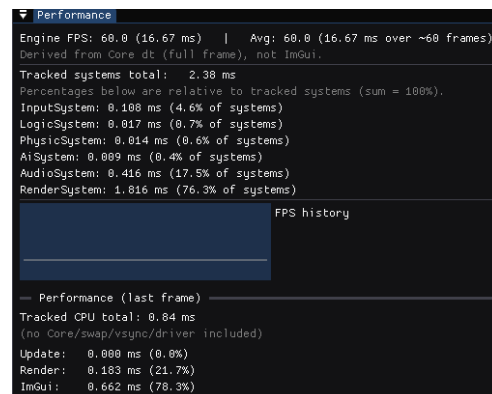 Performance
Engine FPS: 60.0 (16.67 ms) | Avg: 60.0 (16.67 ms over ~60 frames)
Derived from Core dt (full frame), not ImGui.
Tracked systems total: 2.38 ms
Percentages below are relative to tracked systems (sum = 100%).
InputSystem: 0.108 ms (4.6% of systems)
LogicSystem: 0.017 ms (0.7% of systems)
PhysicSystem: 0.014 ms (0.6% of systems)
AiSystem: 0.009 ms (0.4% of systems)
AudioSystem: 0.416 ms (17.5% of systems)
RenderSystem: 1.816 ms (76.3% of systems)
FPS history
Performance (last frame)
Tracked CPU total: 0.84 ms
(no Core/swap/vsync/driver included)
Update: 0.000 ms (0.0%)
Render: 0.183 ms (21.7%)
ImGui: 0.662 ms (78.3%)